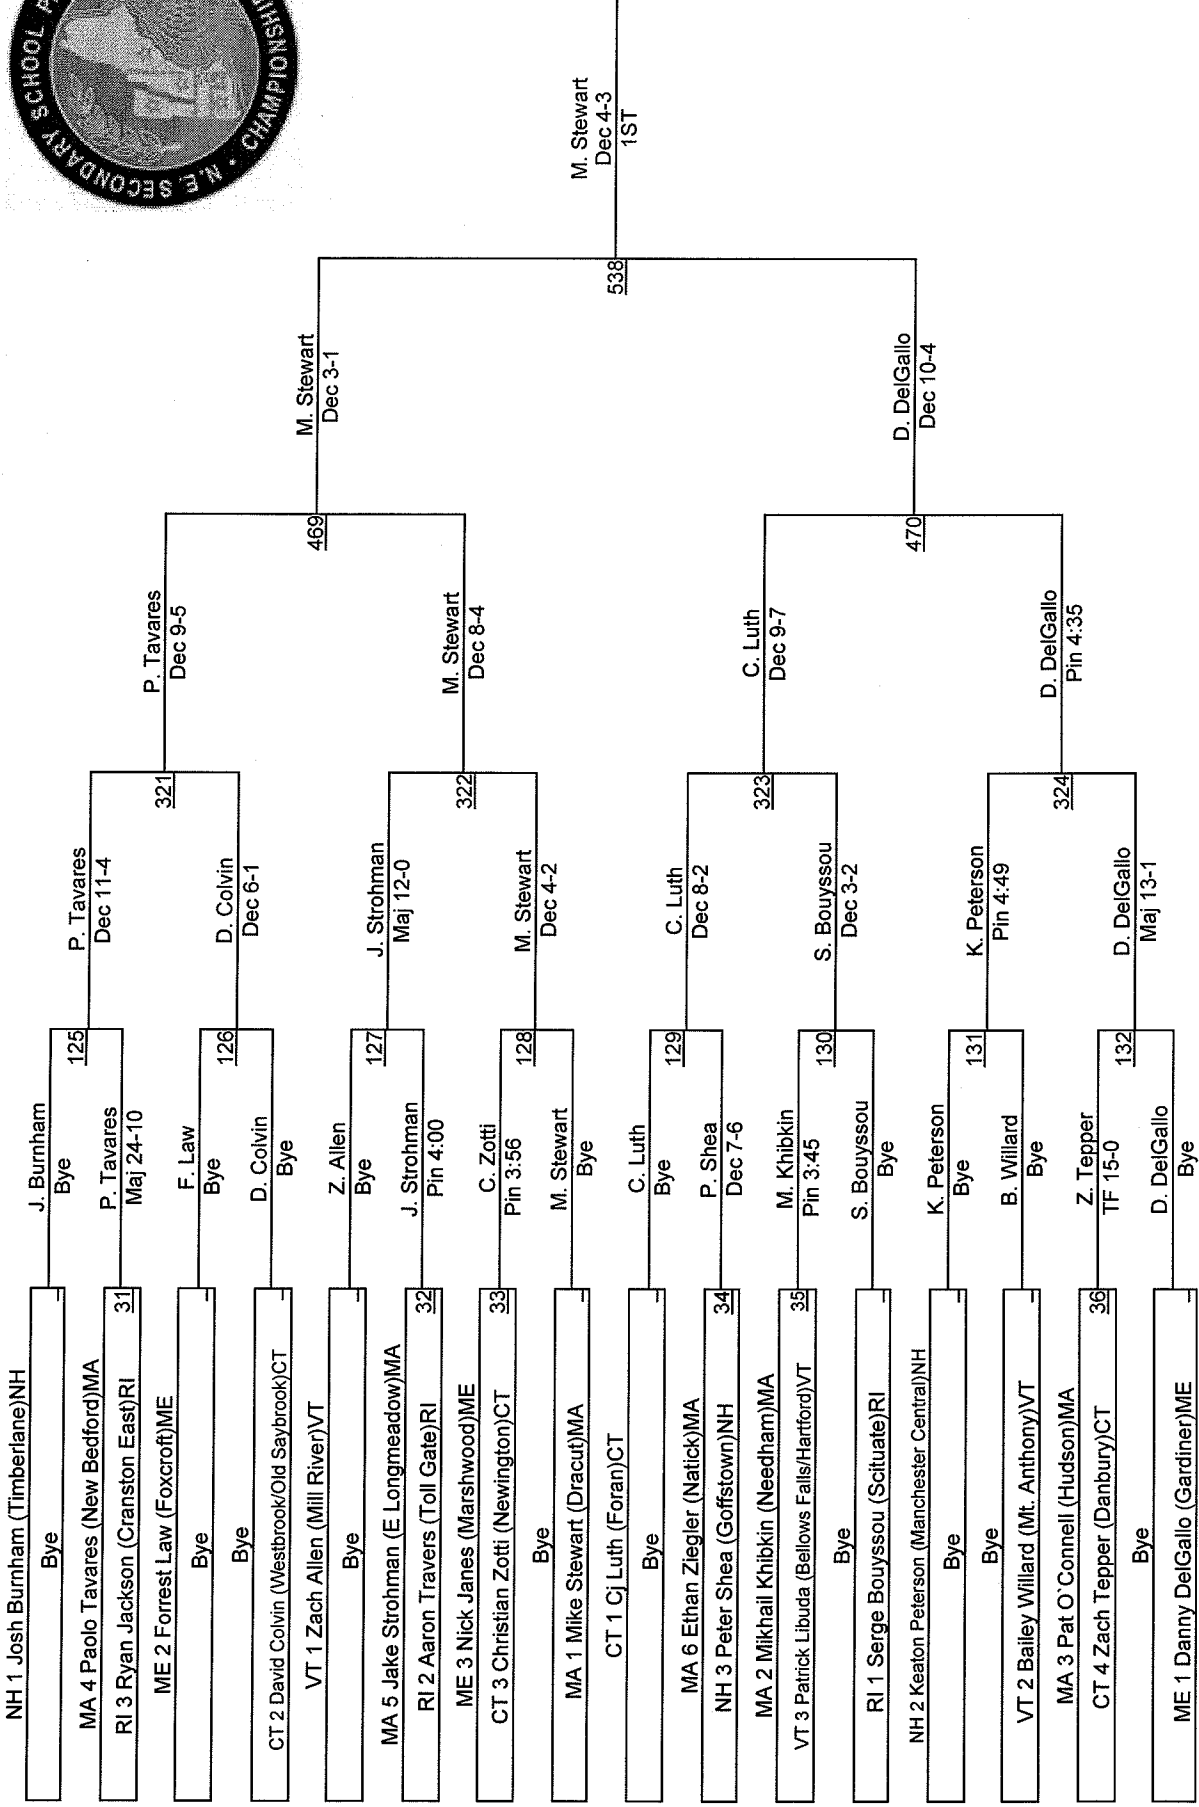 NH 1 Josh Burnham (Timberlane)NH
Bye
MA 4 Paolo Tavares (New Bedford)MA
RI 3 Ryan Jackson (Cranston East)RI
31
ME 2 Forrest Law (Foxcroft)ME
Bye
Bye
CT 2 David Colvin (Westbrook/Old Saybrook)CT
VT 1 Zach Allen (Mill River)VT
Bye
MA 5 Jake Strohman (E. Longmeadow)MA
RI 2 Aaron Travers (Toll Gate)RI
32
ME 3 Nick Janes (Marshwood)ME
CT 3 Christian Zotti (Newington)CT
33
Bye
MA 1 Mike Stewart (Dracut)MA
CT 1 Cj Luth (Foran)CT
Bye
MA 6 Ethan Ziegler (Natick)MA
NH 3 Peter Shea (Goffstown)NH
34
MA 2 Mikhail Khibkin (Needham)MA
VT 3 Patrick Libuda (Bellows Falls/Hartford)VT
35
Bye
RI 1 Serge Bouyssou (Scituate)RI
NH 2 Keaton Peterson (Manchester Central)NH
Bye
Bye
VT 2 Bailey Willard (Mt. Anthony)VT
MA 3 Pat O`Connell (Hudson)MA
CT 4 Zach Tepper (Danbury)CT
36
Bye
ME 1 Danny DelGallo (Gardiner)ME
J. Burnham
Bye
125
P. Tavares
Maj 24-10
F. Law
Bye
126
D. Colvin
Bye
Z. Allen
Bye
127
J. Strohman
Pin 4:00
C. Zotti
Pin 3:56
128
M. Stewart
Bye
C. Luth
Bye
129
P. Shea
Dec 7-6
M. Khibkin
Pin 3:45
130
S. Bouyssou
Bye
K. Peterson
Bye
131
B. Willard
Bye
Z. Tepper
TF 15-0
132
D. DelGallo
Bye
P. Tavares
Dec 11-4
321
D. Colvin
Dec 6-1
J. Strohman
Maj 12-0
322
M. Stewart
Dec 4-2
C. Luth
Dec 8-2
323
S. Bouyssou
Dec 3-2
K. Peterson
Pin 4:49
324
D. DelGallo
Maj 13-1
P. Tavares
Dec 9-5
469
M. Stewart
Dec 8-4
C. Luth
Dec 9-7
470
D. DelGallo
Pin 4:35
M. Stewart
Dec 3-1
538
D. DelGallo
Dec 10-4
M. Stewart
Dec 4-3
1ST
N.E. SECONDARY SCHOOL
CHAMPIONSHI